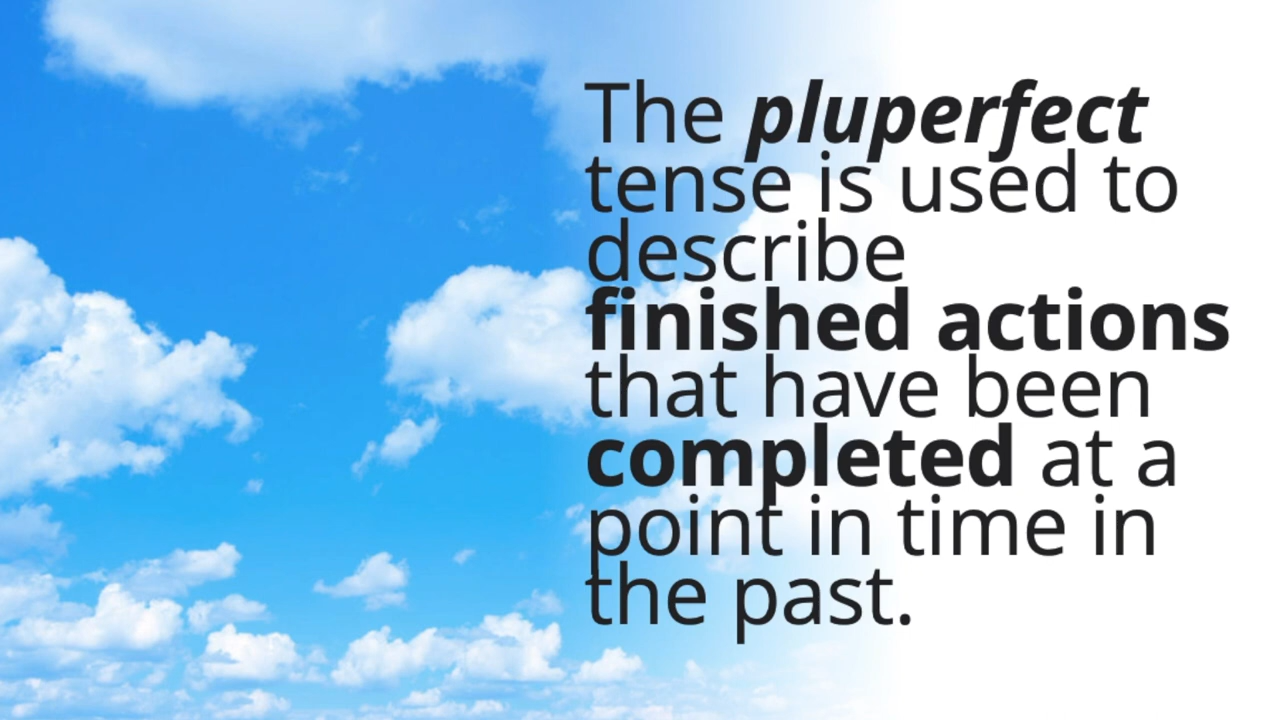 The pluperfect
tense is used to
describe
finished actions
that have been
completed at a
point in time in
the past.